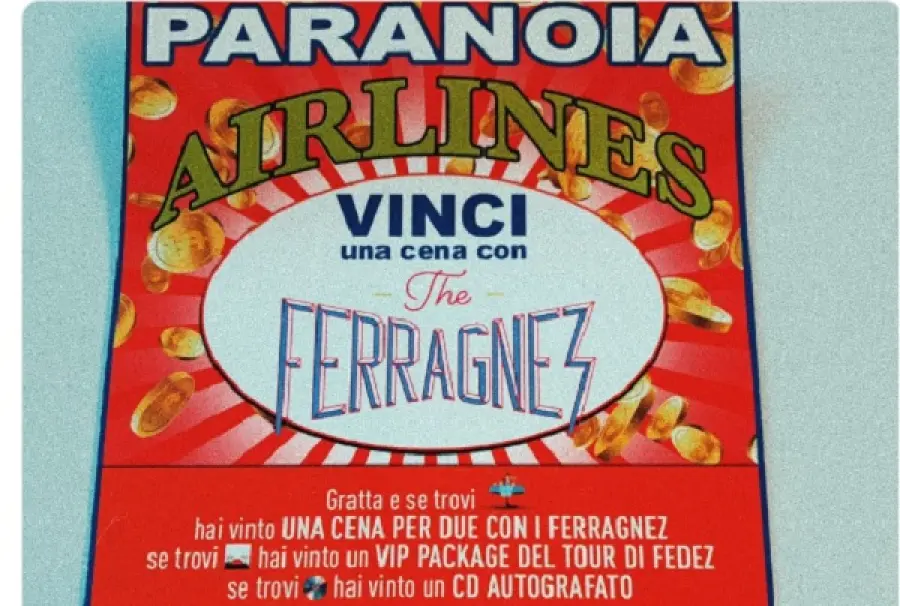 PARANOIA
AIRLINES
VINCI
una cena con
The
FERRAGNEZ
Gratta e se trovi
hai vinto UNA CENA PER DUE CON I FERRAGNEZ
se trovi hai vinto un VIP PACKAGE DEL TOUR DI FEDEZ
se trovi hai vinto un CD AUTOGRAFATO